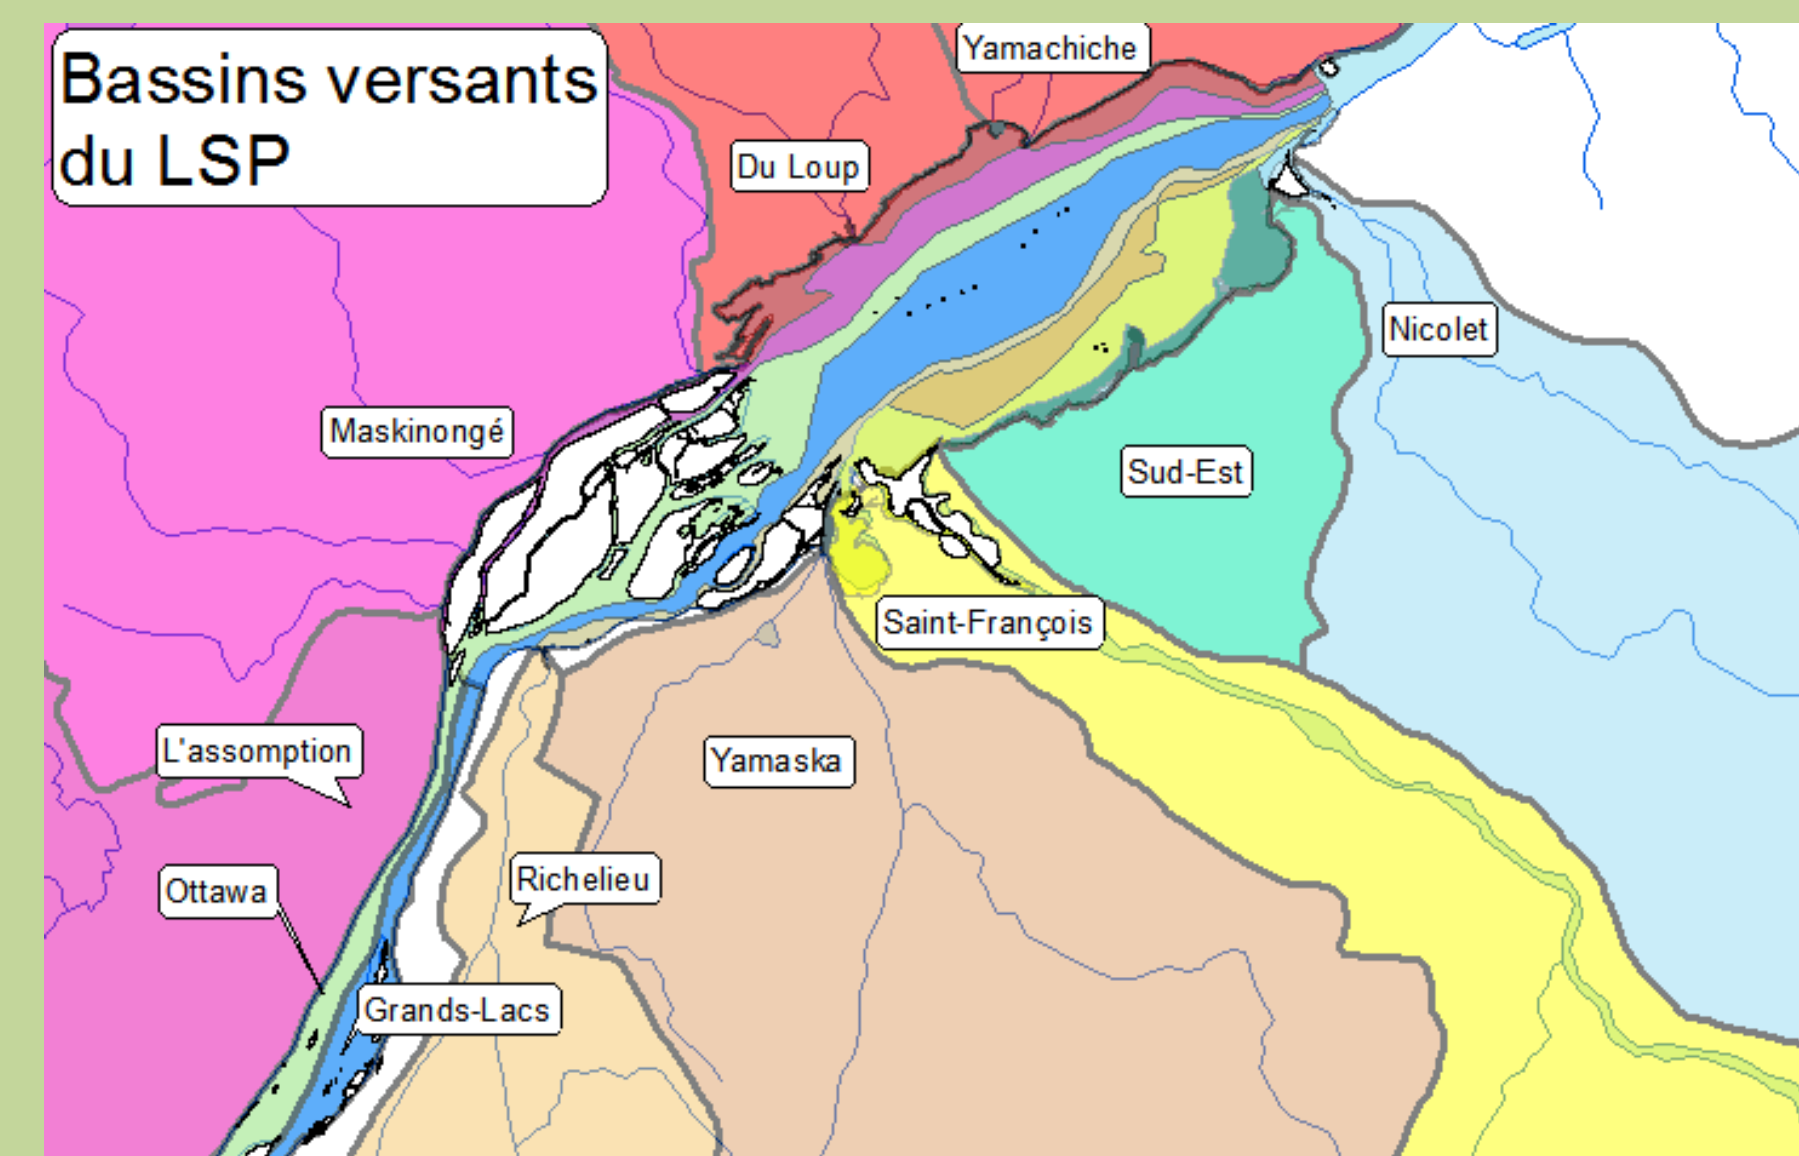 Bassins versants
du LSP
Yamachiche
Du Loup
Nicolet
Maskinongé
Sud-Est
Saint-François
L'assomption
Yamaska
Richelieu
Ottawa
Grands-Lacs